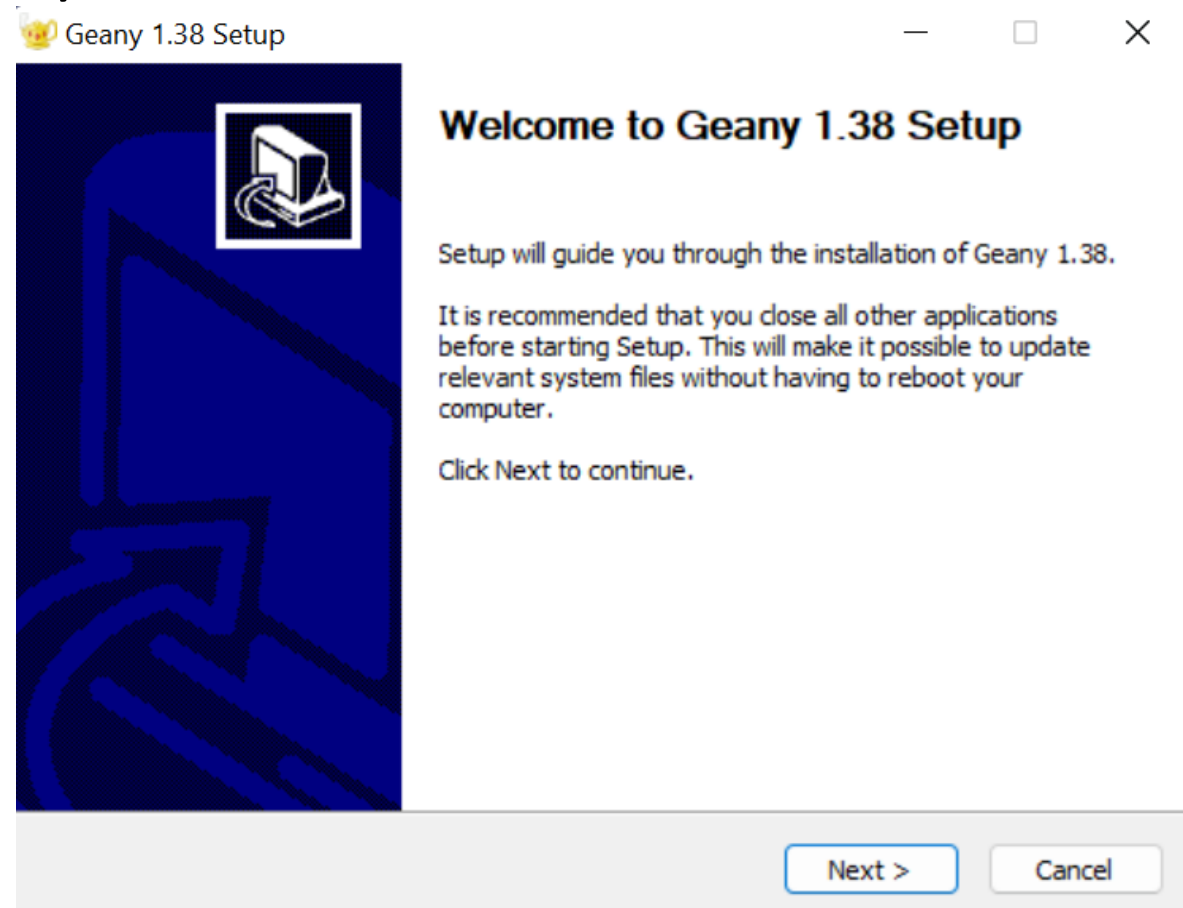 Geany 1.38 Setup
Welcome to Geany 1.38 Setup
Setup will guide you through the installation of Geany 1.38.
It is recommended that you close all other applications
before starting Setup. This will make it possible to update
relevant system files without having to reboot your
computer.
Click Next to continue.
Next >
Cancel